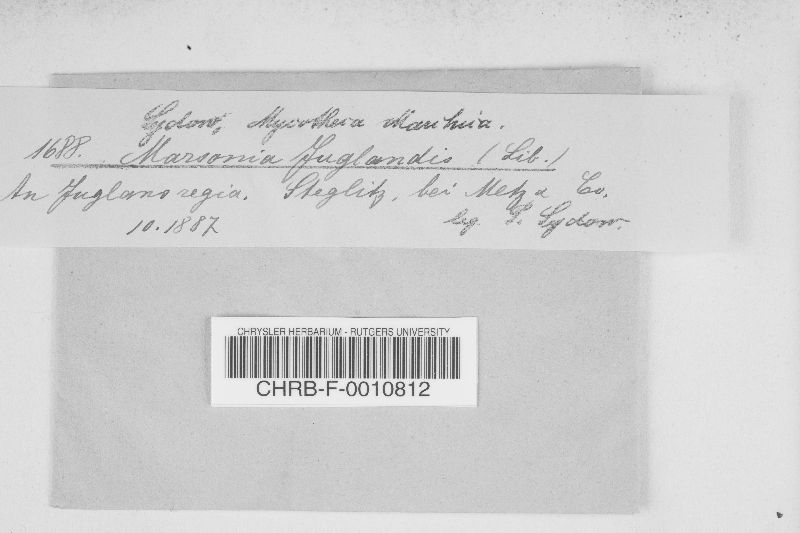 Sydow, Mycotheca Marchica.
1688. Marsonia Juglandis (Lib.)
An Juglans regia. Steglitz, bei Metz & Co.
10.1887 leg. P. Sydow.
CHRYSLER HERBARIUM - RUTGERS UNIVERSITY
CHRB-F-0010812